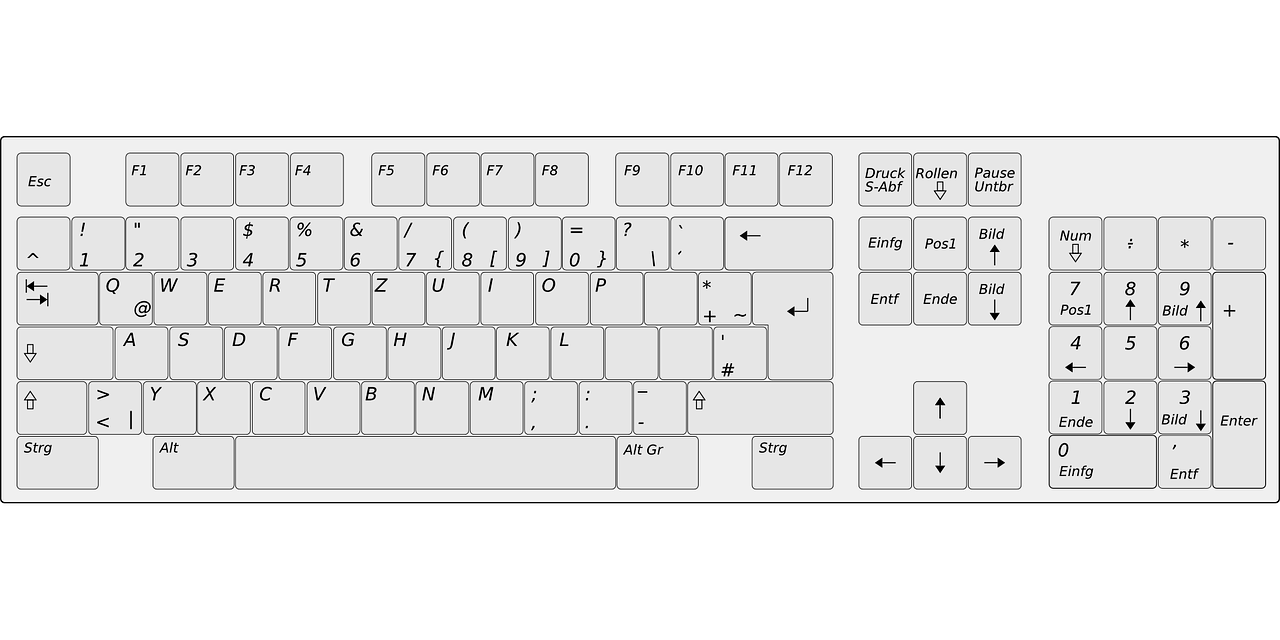 Esc F1 F2 F3 F4 F5 F6 F7 F8 F9 F10 F11 F12 Druck Rollen Pause
S-Abf ⇩ Untbr
! " $ % & / ( ) = ? ` ←
^ 1 2 3 4 5 6 7 { 8 [ 9 ] 0 } \ ´
Einfg Pos1 Bild ↑ Num ⇩ ÷ * -
Q @ W E R T Z U I O P * + ~ ↵
Entf Ende Bild ↓ 7 Pos1 8 ↑ 9 Bild ↑ +
⇩ A S D F G H J K L ' #
4 ← 5 6 →
⇧ > < | Y X C V B N M ; , : . _ - ⇧
↑ 1 Ende 2 ↓ 3 Bild ↓ Enter
Strg Alt Alt Gr Strg ← ↓ →
0 Einfg , Entf